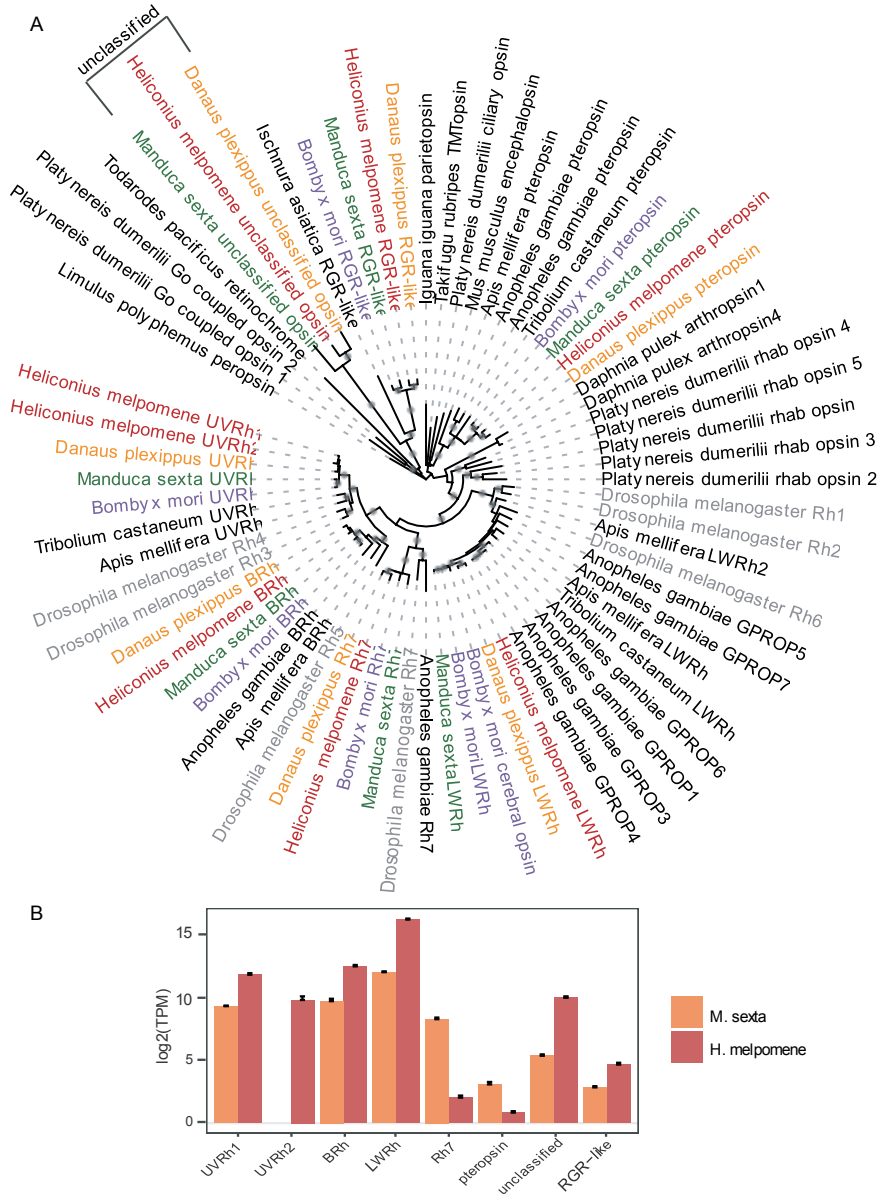 A
unclassified
Danaus plexippus unclassified opsin
Heliconius melpomene unclassified opsin
Manduca sexta unclassified opsin
Todarodes pacificus retinochrome
Platynereis dumerilii Go coupled opsin 2
Platynereis dumerilii Go coupled opsin 1
Limulus polyphemus peropsin
Ischnura asiatica RGR-like
Bombyx mori RGR-like
Manduca sexta RGR-like
Heliconius melpomene RGR-like
Danaus plexippus RGR-like
Iguana iguana parietopsin
Takifugu rubripes TMTopsin
Platynereis dumerilii ciliary opsin
Mus musculus encephalopsin
Apis mellifera pteropsin
Anopheles gambiae pteropsin
Anopheles gambiae pteropsin
Tribolium castaneum pteropsin
Bombyx mori pteropsin
Manduca sexta pteropsin
Heliconius melpomene pteropsin
Danaus plexippus pteropsin
Daphnia pulex arthropsin1
Daphnia pulex arthropsin4
Platynereis dumerilii rhab opsin 4
Platynereis dumerilii rhab opsin 5
Platynereis dumerilii rhab opsin
Platynereis dumerilii rhab opsin 3
Platynereis dumerilii rhab opsin 2
Drosophila melanogaster Rh1
Drosophila melanogaster Rh2
Apis mellifera LWRh2
Drosophila melanogaster Rh6
Anopheles gambiae GPROP5
Anopheles gambiae GPROP7
Apis mellifera LWRh
Tribolium castaneum LWRh
Anopheles gambiae GPROP6
Anopheles gambiae GPROP1
Anopheles gambiae GPROP3
Anopheles gambiae GPROP4
Heliconius melpomene LWRh
Danaus plexippus LWRh
Bombyx mori cerebral opsin
Bombyx mori LWRh
Manduca sexta LWRh
Anopheles gambiae Rh7
Drosophila melanogaster Rh7
Manduca sexta Rh7
Bombyx mori Rh7
Heliconius melpomene Rh7
Danaus plexippus Rh7
Drosophila melanogaster Rh5
Apis mellifera BRh
Anopheles gambiae BRh
Bombyx mori BRh
Manduca sexta BRh
Heliconius melpomene BRh
Danaus plexippus BRh
Drosophila melanogaster Rh3
Drosophila melanogaster Rh4
Apis mellifera UVRh
Tribolium castaneum UVRh
Bombyx mori UVRh
Manduca sexta UVRh
Danaus plexippus UVRh
Heliconius melpomene UVRh2
Heliconius melpomene UVRh1
B
15
10
5
0
log2(TPM)
UVRh1
UVRh2
BRh
LWRh
Rh7
pteropsin
unclassified
RGR−like
M. sexta
H. melpomene